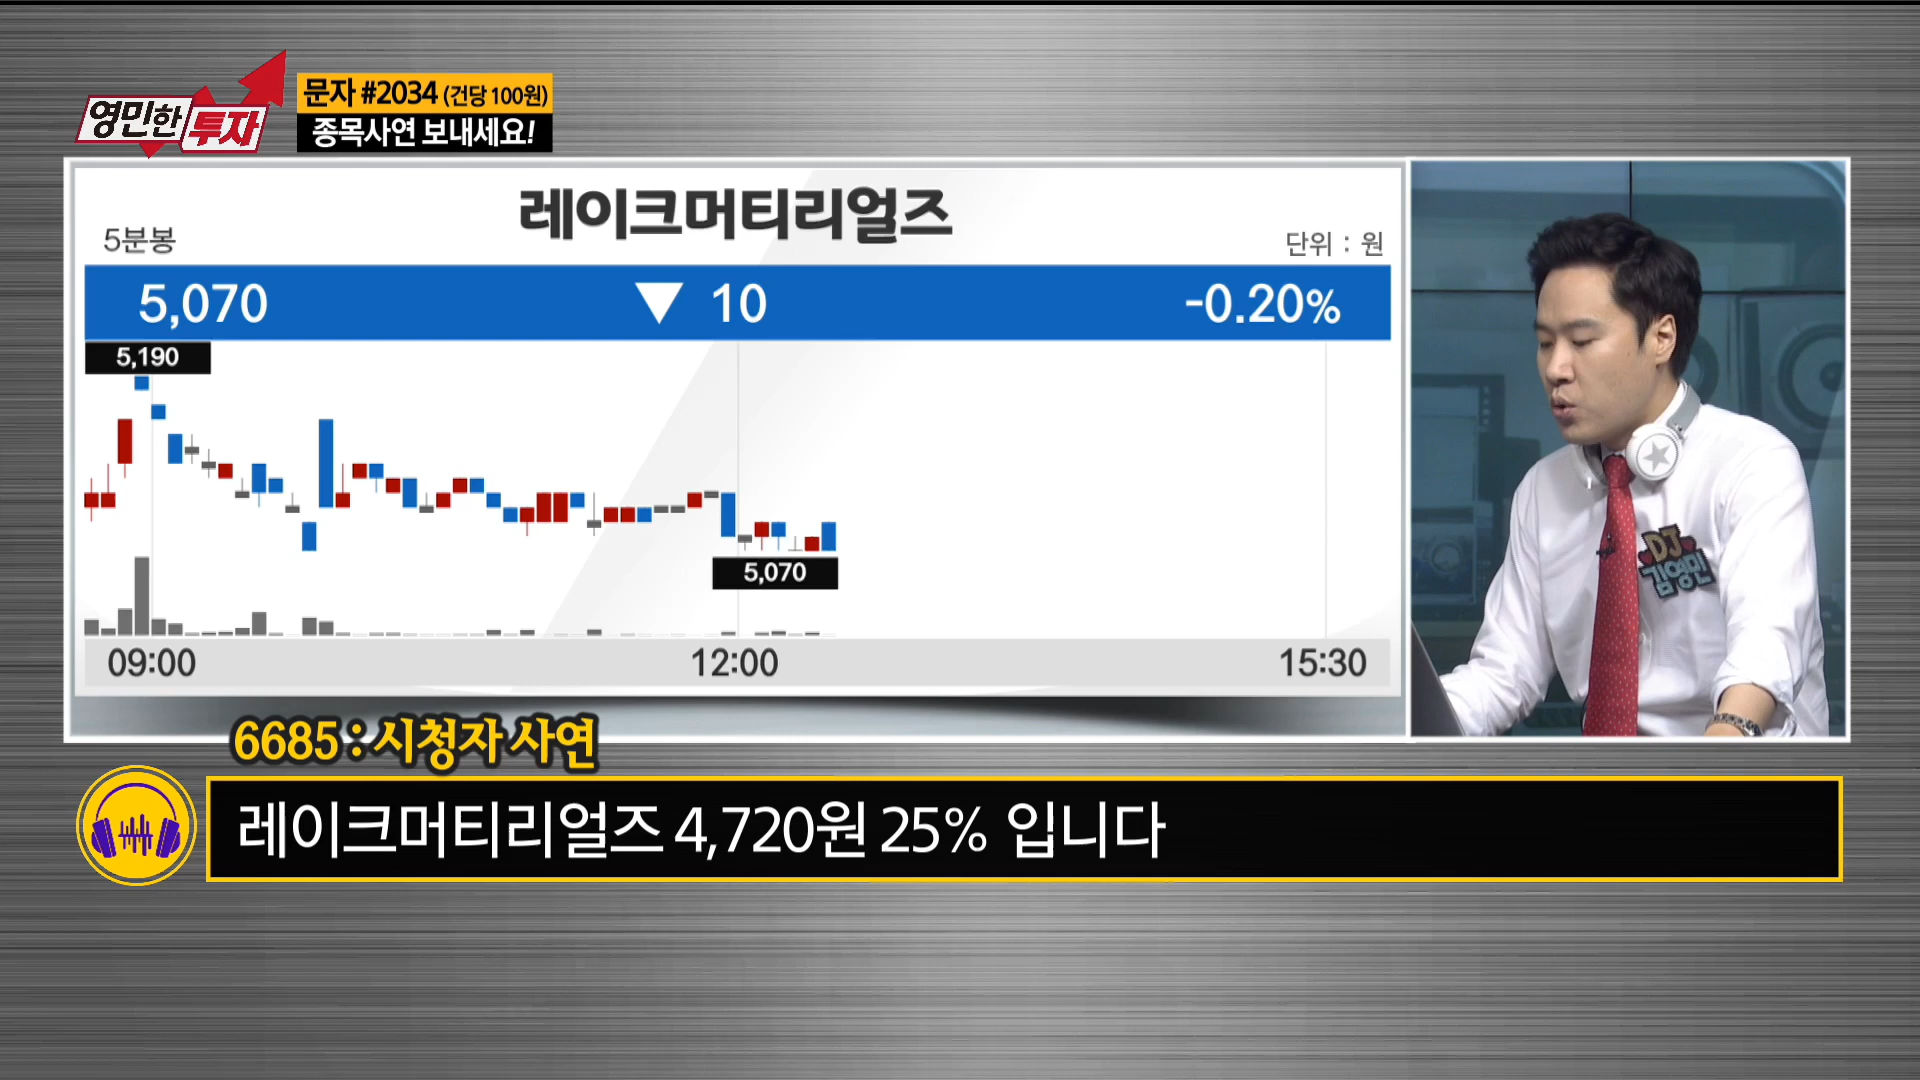 영민한 투자
문자 #2034 (건당 100원)
종목사연 보내세요!
레이크머티리얼즈
5분봉
단위 : 원
5,070 ▼ 10 -0.20%
5,190
5,070
09:00 12:00 15:30
DJ
김영민
6685 : 시청자 사연
레이크머티리얼즈 4,720원 25% 입니다